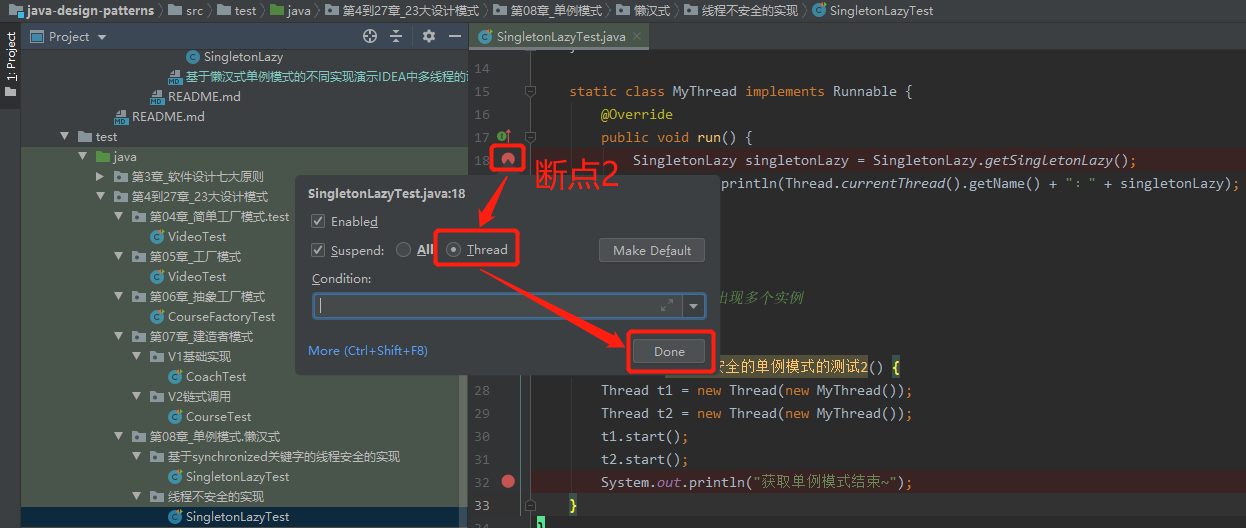 java-design-patterns › src › test › java › 第4到27章_23大设计模式 › 第08章_单例模式 › 懒汉式 › 线程不安全的实现 › SingletonLazyTest
1: Project
Project
SingletonLazyTest.java
SingletonLazy
基于懒汉式单例模式的不同实现演示IDEA中多线程的
README.md
README.md
test
java
第3章_软件设计七大原则
第4到27章_23大设计模式
第04章_简单工厂模式.test
VideoTest
第05章_工厂模式
VideoTest
第06章_抽象工厂模式
CourseFactoryTest
第07章_建造者模式
V1基础实现
CoachTest
V2链式调用
CourseTest
第08章_单例模式.懒汉式
基于synchronized关键字的线程安全的实现
SingletonLazyTest
线程不安全的实现
SingletonLazyTest
14
15 static class MyThread implements Runnable {
16 @Override
17 public void run() {
18 SingletonLazy singletonLazy = SingletonLazy.getSingletonLazy();
println(Thread.currentThread().getName() + ": " + singletonLazy);
断点2
SingletonLazyTest.java:18
Enabled
Suspend: All Thread
Make Default
Condition:
More (Ctrl+Shift+F8)
Done
出现多个实例
安全的单例模式的测试2() {
28 Thread t1 = new Thread(new MyThread());
29 Thread t2 = new Thread(new MyThread());
30 t1.start();
31 t2.start();
32 System.out.println("获取单例模式结束~");
33 }